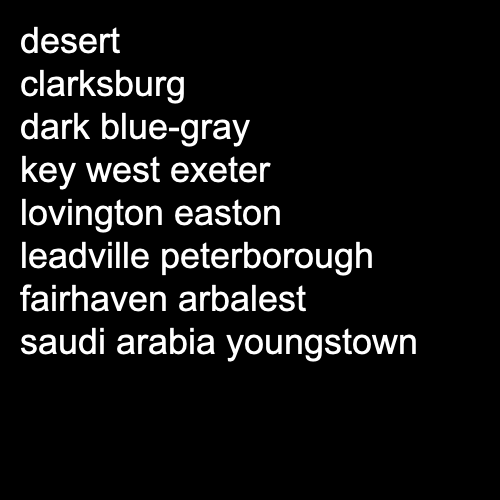 desert
clarksburg
dark blue-gray
key west exeter
lovington easton
leadville peterborough
fairhaven arbalest
saudi arabia youngstown